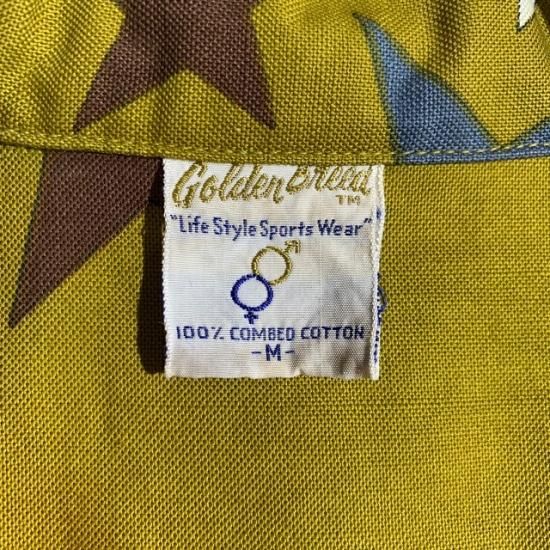 Golden Breed
TM
"Life Style Sports Wear"
100% COMBED COTTON
-M-